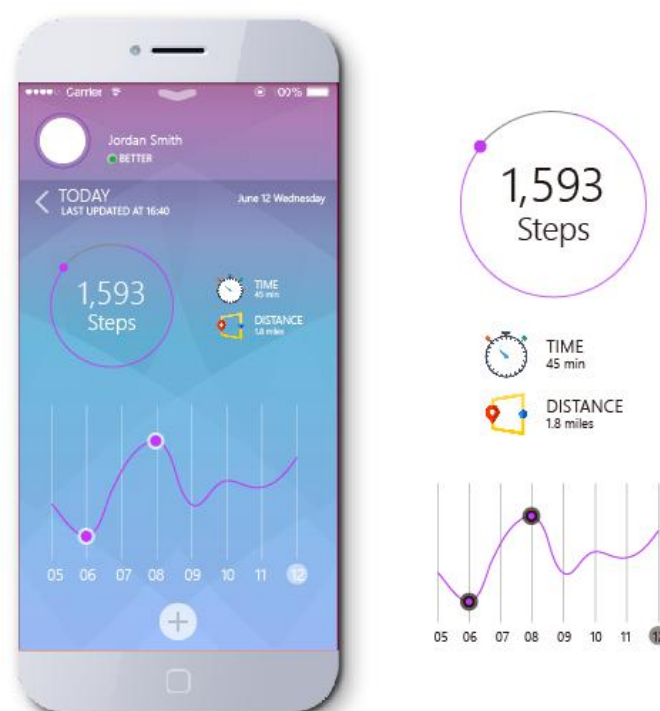 Carrier
00%
Jordan Smith
BETTER
TODAY
LAST UPDATED AT 16:40
June 12 Wednesday
1,593
Steps
TIME
45 min
DISTANCE
1.8 miles
05 06 07 08 09 10 11 12
1,593
Steps
TIME
45 min
DISTANCE
1.8 miles
05 06 07 08 09 10 11 12